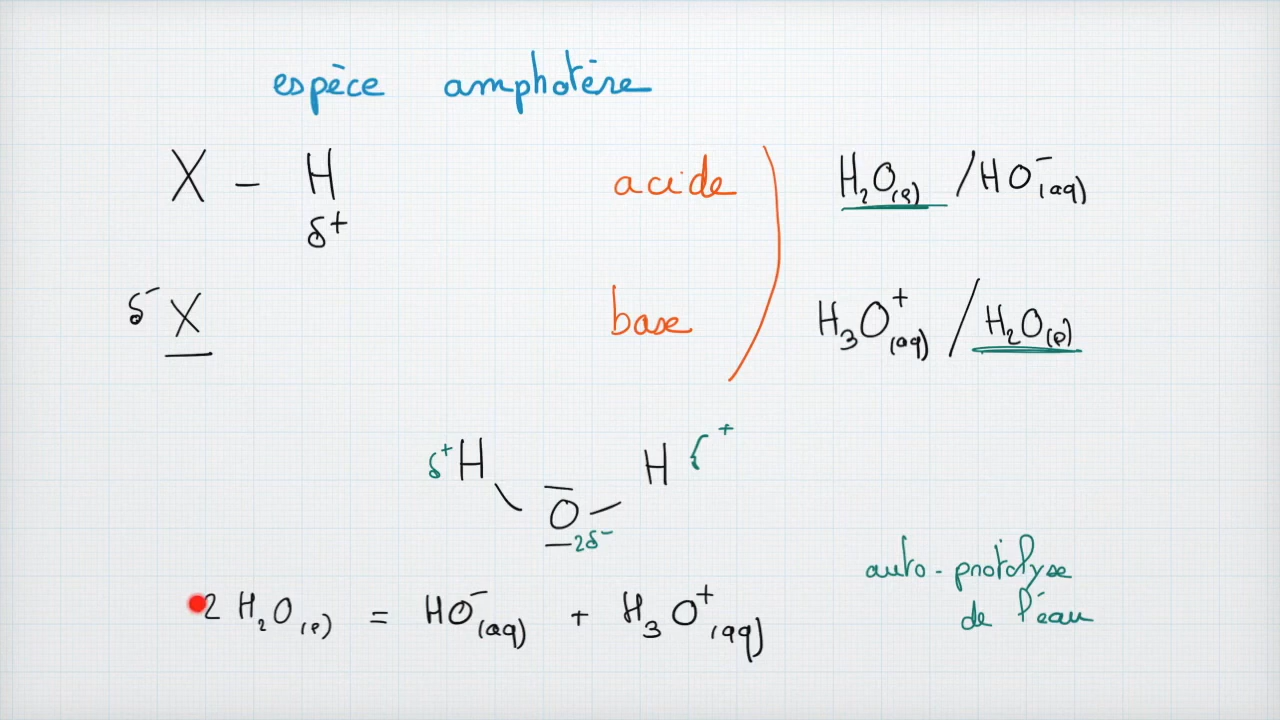 espèce amphotère
X - H acide H₂O(l) / HO⁻(aq)
δ+
δ- X base H₃O⁺(aq) / H₂O(l)
δ+ H H δ+
O
2δ-
auto-protolyse
de l'eau
2 H₂O(l) = HO⁻(aq) + H₃O⁺(aq)